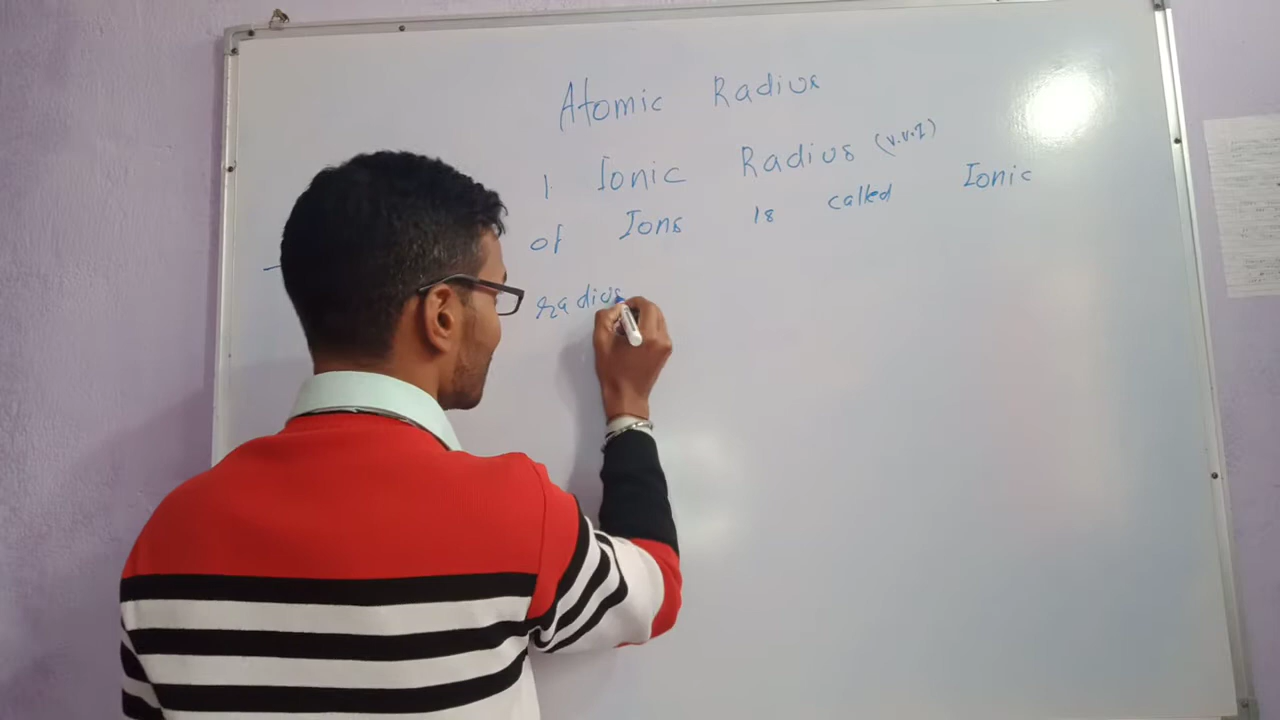 Atomic Radius
1. Ionic Radius (v.v.I)
of Ions is called Ionic
radius